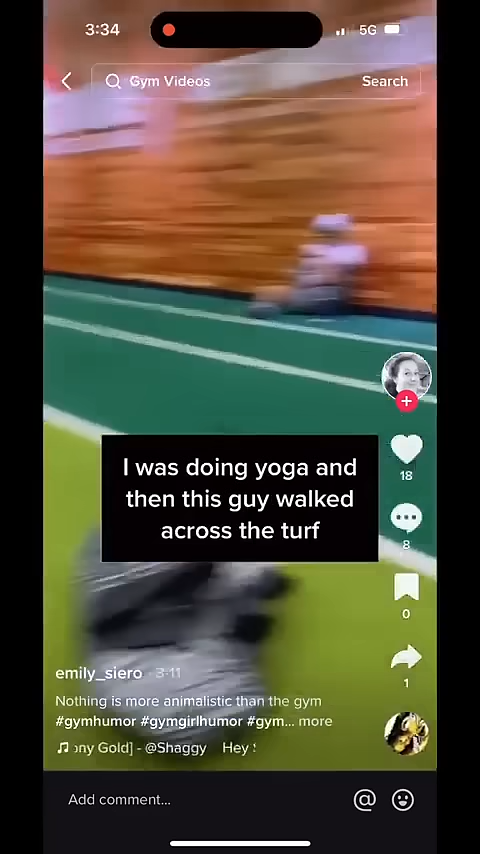 3:34
5G
Gym Videos
Search
18
I was doing yoga and
then this guy walked
across the turf
8
0
emily_siero · 3-11
1
Nothing is more animalistic than the gym
#gymhumor #gymgirlhumor #gym... more
ony Gold] - @Shaggy Hey
Add comment...
@